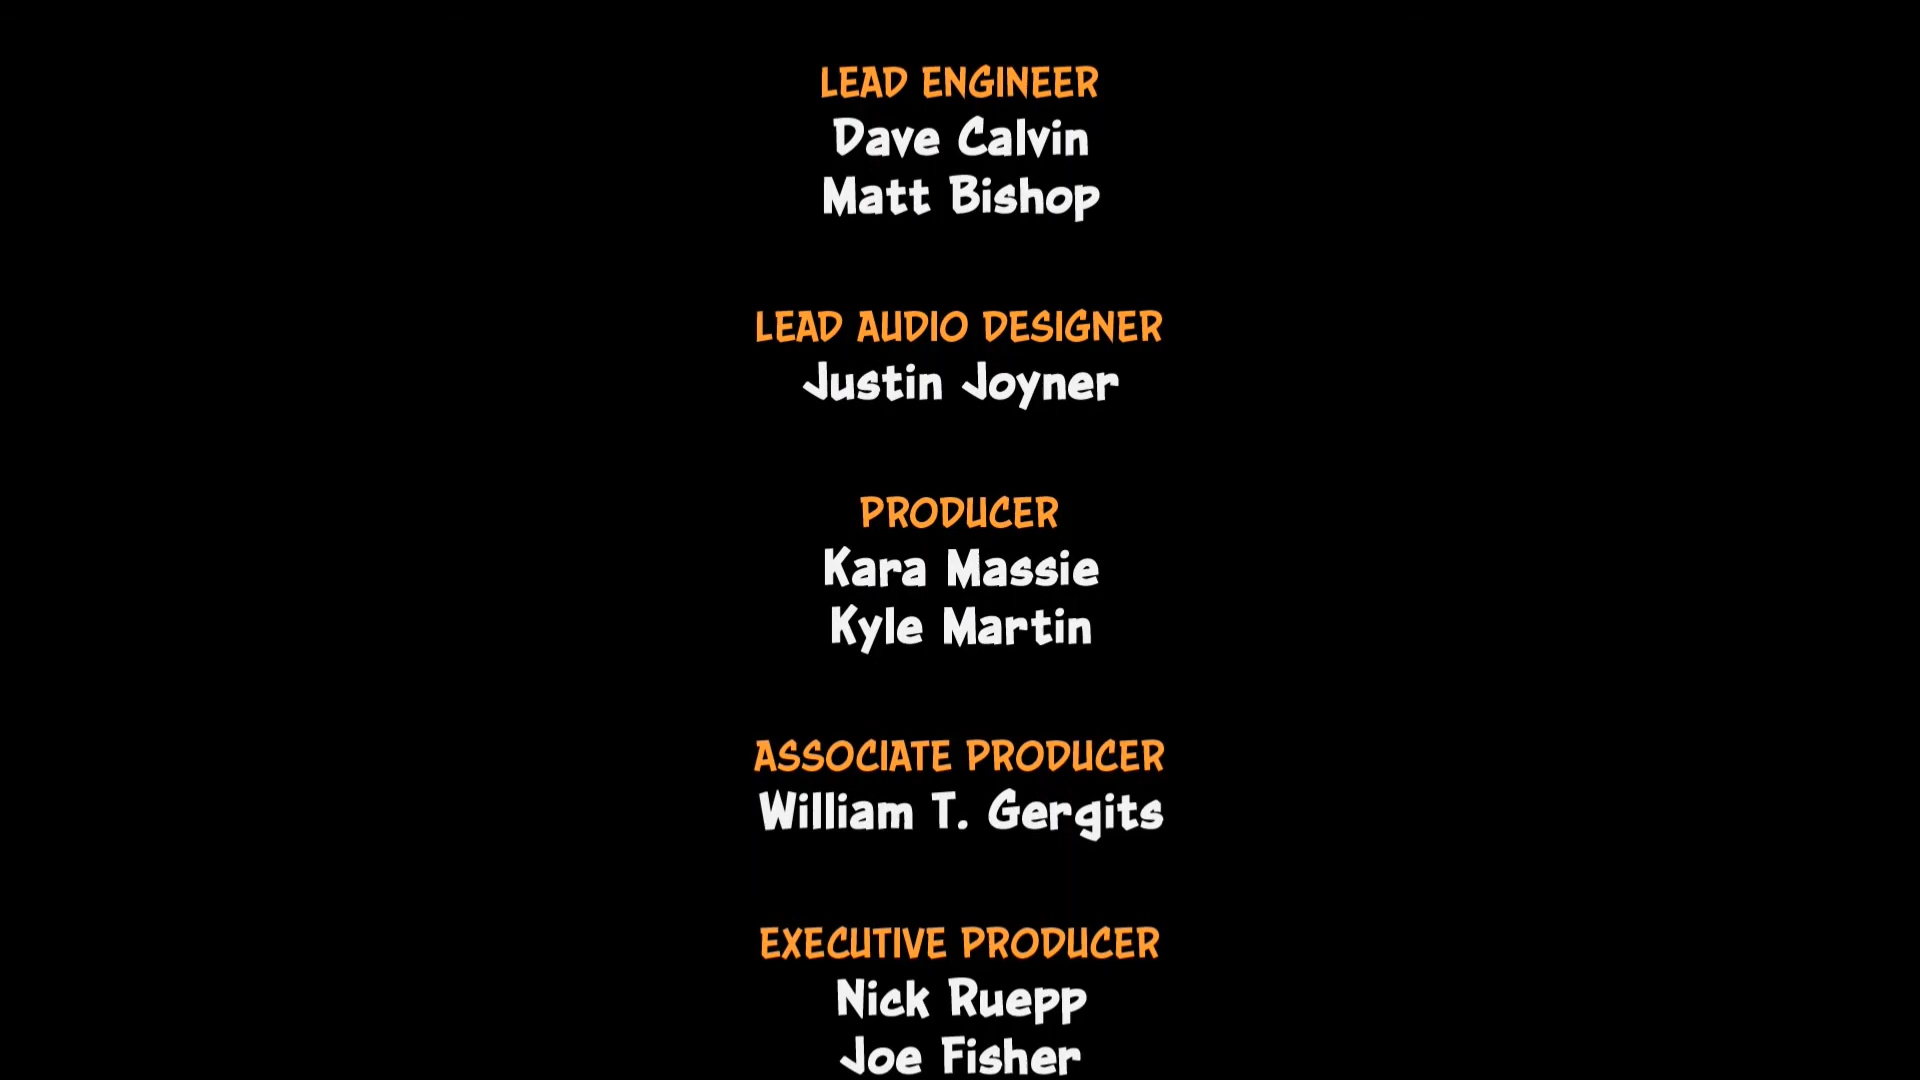 LEAD ENGINEER
Dave Calvin
Matt Bishop
LEAD AUDIO DESIGNER
Justin Joyner
PRODUCER
Kara Massie
Kyle Martin
ASSOCIATE PRODUCER
William T. Gergits
EXECUTIVE PRODUCER
Nick Ruepp
Joe Fisher